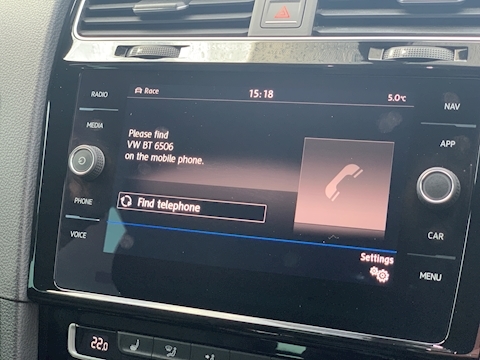 RADIO
MEDIA
PHONE
VOICE
Race
15:18
5.0°C
Please find
VW BT 6506
on the mobile phone.
Find telephone
Settings
NAV
APP
CAR
MENU
22.0